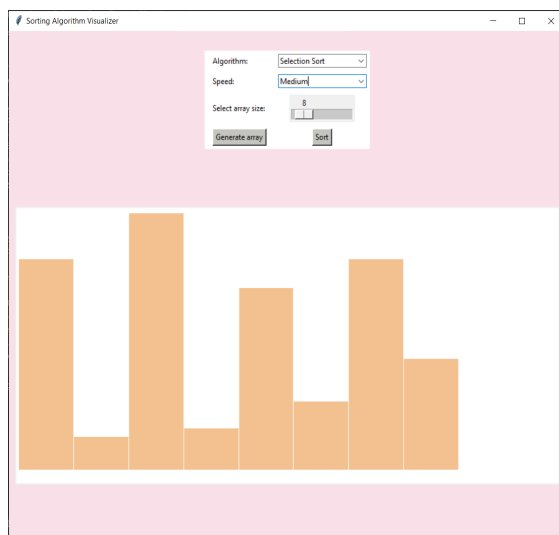 Sorting Algorithm Visualizer
Algorithm: Selection Sort
Speed: Medium
8
Select array size:
Generate array Sort